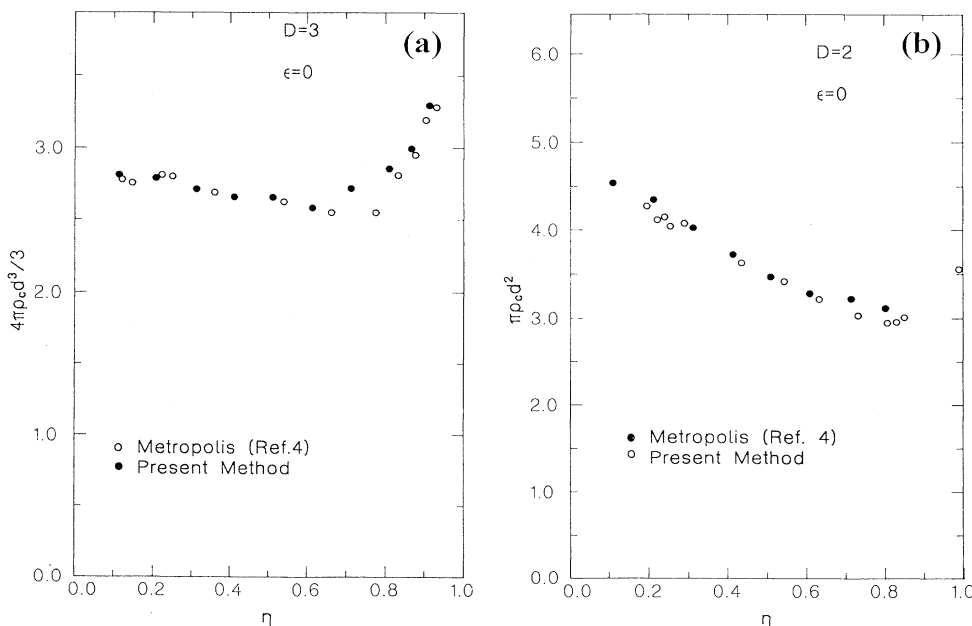 D=3
(a)
ϵ=0
3.0
2.0
1.0
0.0
4πρcd³/3
○ Metropolis (Ref.4)
● Present Method
0.0 0.2 0.4 0.6 0.8 1.0
η
(b)
D=2
ϵ=0
6.0
5.0
4.0
3.0
2.0
1.0
0.0
πρcd²
● Metropolis (Ref. 4)
○ Present Method
0.0 0.2 0.4 0.6 0.8 1.0
η